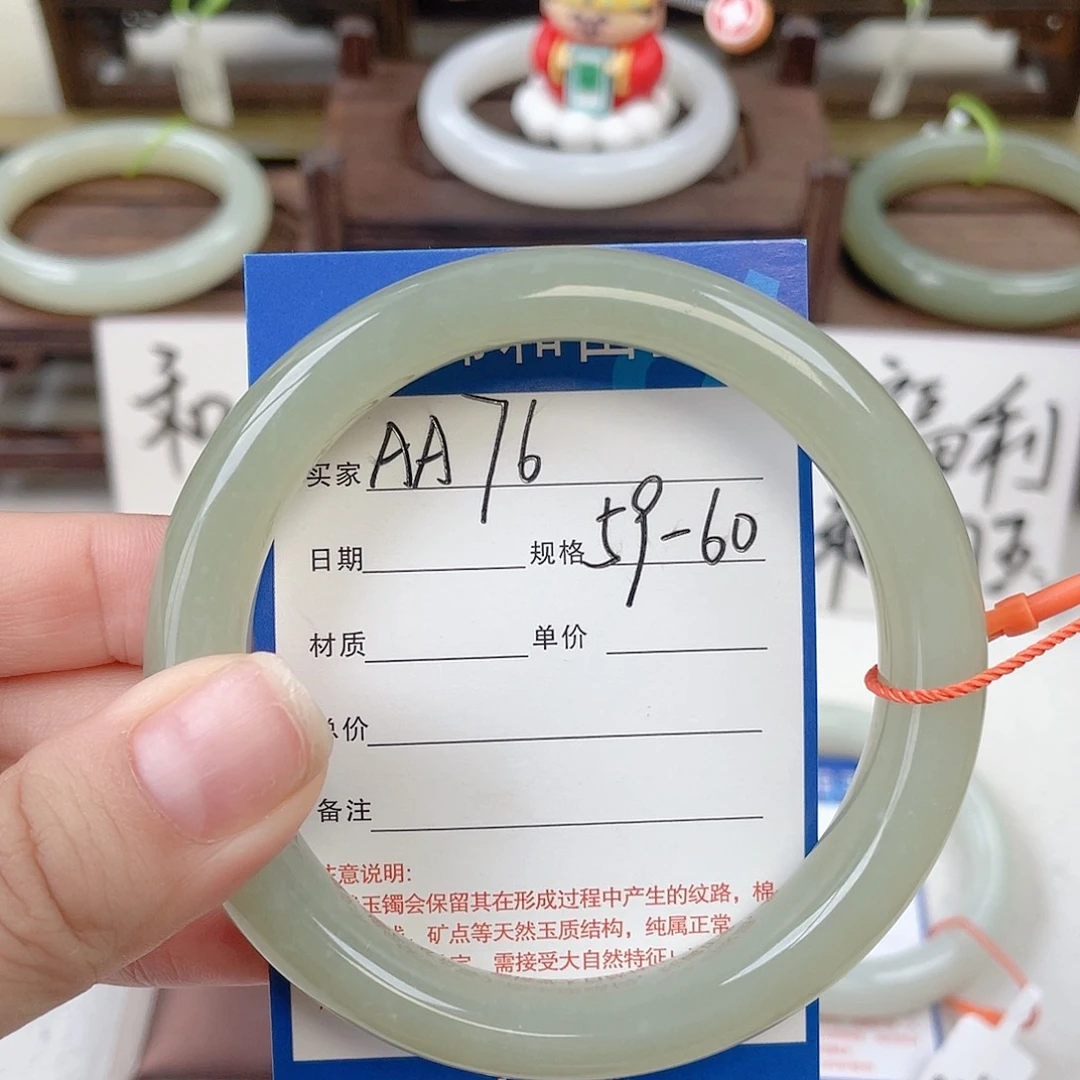 和
福利
玉
买家 AA76
日期 规格 59-60
材质 单价
总价
备注
注意说明:
玉镯会保留其在形成过程中产生的纹路，棉
矿点等天然玉质结构，纯属正常
需接受大自然特征